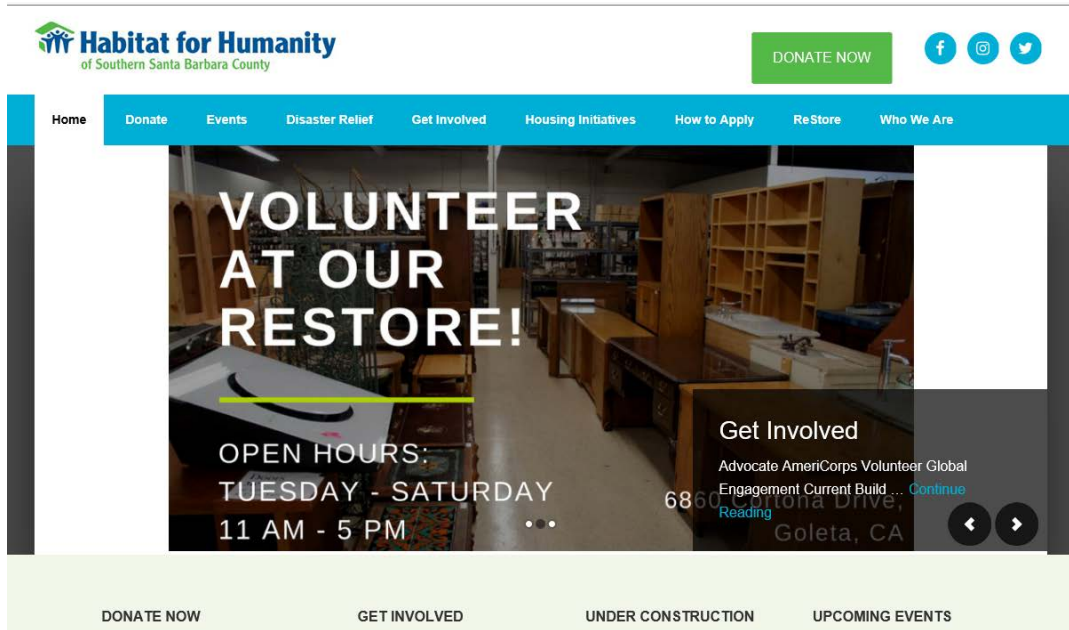 Habitat for Humanity
of Southern Santa Barbara County
DONATE NOW
Home Donate Events Disaster Relief Get Involved Housing Initiatives How to Apply ReStore Who We Are
VOLUNTEER
AT OUR
RESTORE!
OPEN HOURS:
TUESDAY - SATURDAY
11 AM - 5 PM
6860 Cortona Drive,
Goleta, CA
Get Involved
Advocate AmeriCorps Volunteer Global
Engagement Current Build ... Continue
Reading
DONATE NOW GET INVOLVED UNDER CONSTRUCTION UPCOMING EVENTS